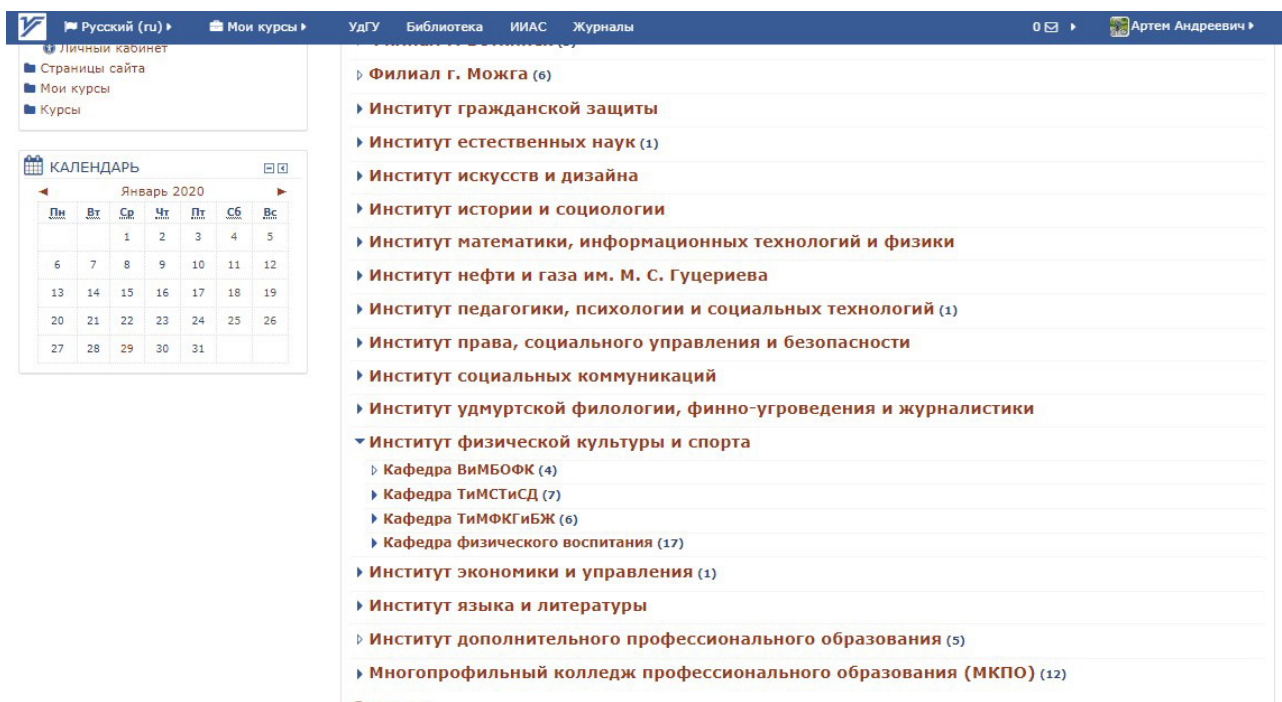 Русский (ru) Мои курсы УдГУ Библиотека ИИАС Журналы 0 Артем Андреевич
Личный кабинет
Страницы сайта
Мои курсы
Курсы
КАЛЕНДАРЬ
Январь 2020
Пн Вт Ср Чт Пт Сб Вс
1 2 3 4 5
6 7 8 9 10 11 12
13 14 15 16 17 18 19
20 21 22 23 24 25 26
27 28 29 30 31
Филиал г. Можга (6)
Институт гражданской защиты
Институт естественных наук (1)
Институт искусств и дизайна
Институт истории и социологии
Институт математики, информационных технологий и физики
Институт нефти и газа им. М. С. Гуцериева
Институт педагогики, психологии и социальных технологий (1)
Институт права, социального управления и безопасности
Институт социальных коммуникаций
Институт удмуртской филологии, финно-угроведения и журналистики
Институт физической культуры и спорта
Кафедра ВиМБОФК (4)
Кафедра ТиМСТиСД (7)
Кафедра ТиМФКГиБЖ (6)
Кафедра физического воспитания (17)
Институт экономики и управления (1)
Институт языка и литературы
Институт дополнительного профессионального образования (5)
Многопрофильный колледж профессионального образования (МКПО) (12)